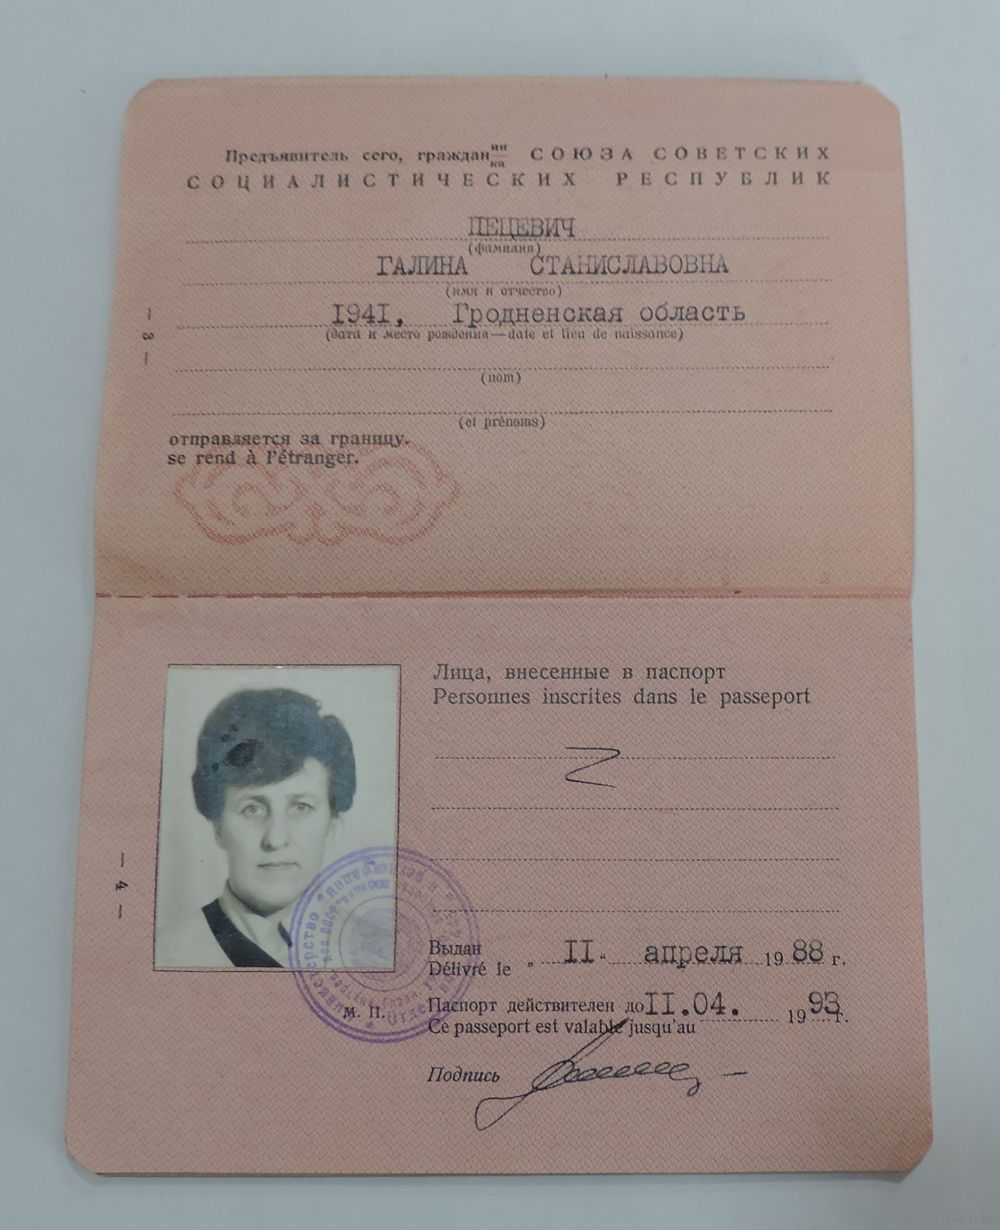 Предъявитель сего, граждан ин ка СОЮЗА СОВЕТСКИХ
СОЦИАЛИСТИЧЕСКИХ РЕСПУБЛИК
ПЕЦЕВИЧ
(фамилия)
ГАЛИНА СТАНИСЛАВОВНА
(имя и отчество)
1941, Гродненская область
(дата и место рождения—date et lieu de naissance)
(nom)
(et prénoms)
отправляется за границу.
se rend à l'étranger.
— 3 —
Лица, внесенные в паспорт
Personnes inscrites dans le passeport
Z
— 4 —
Выдан
Délivré le „ II " апреля 1988 г.
М. П.
Паспорт действителен до II.04. 1993г.
Ce passeport est valable jusqu'au
Подпись